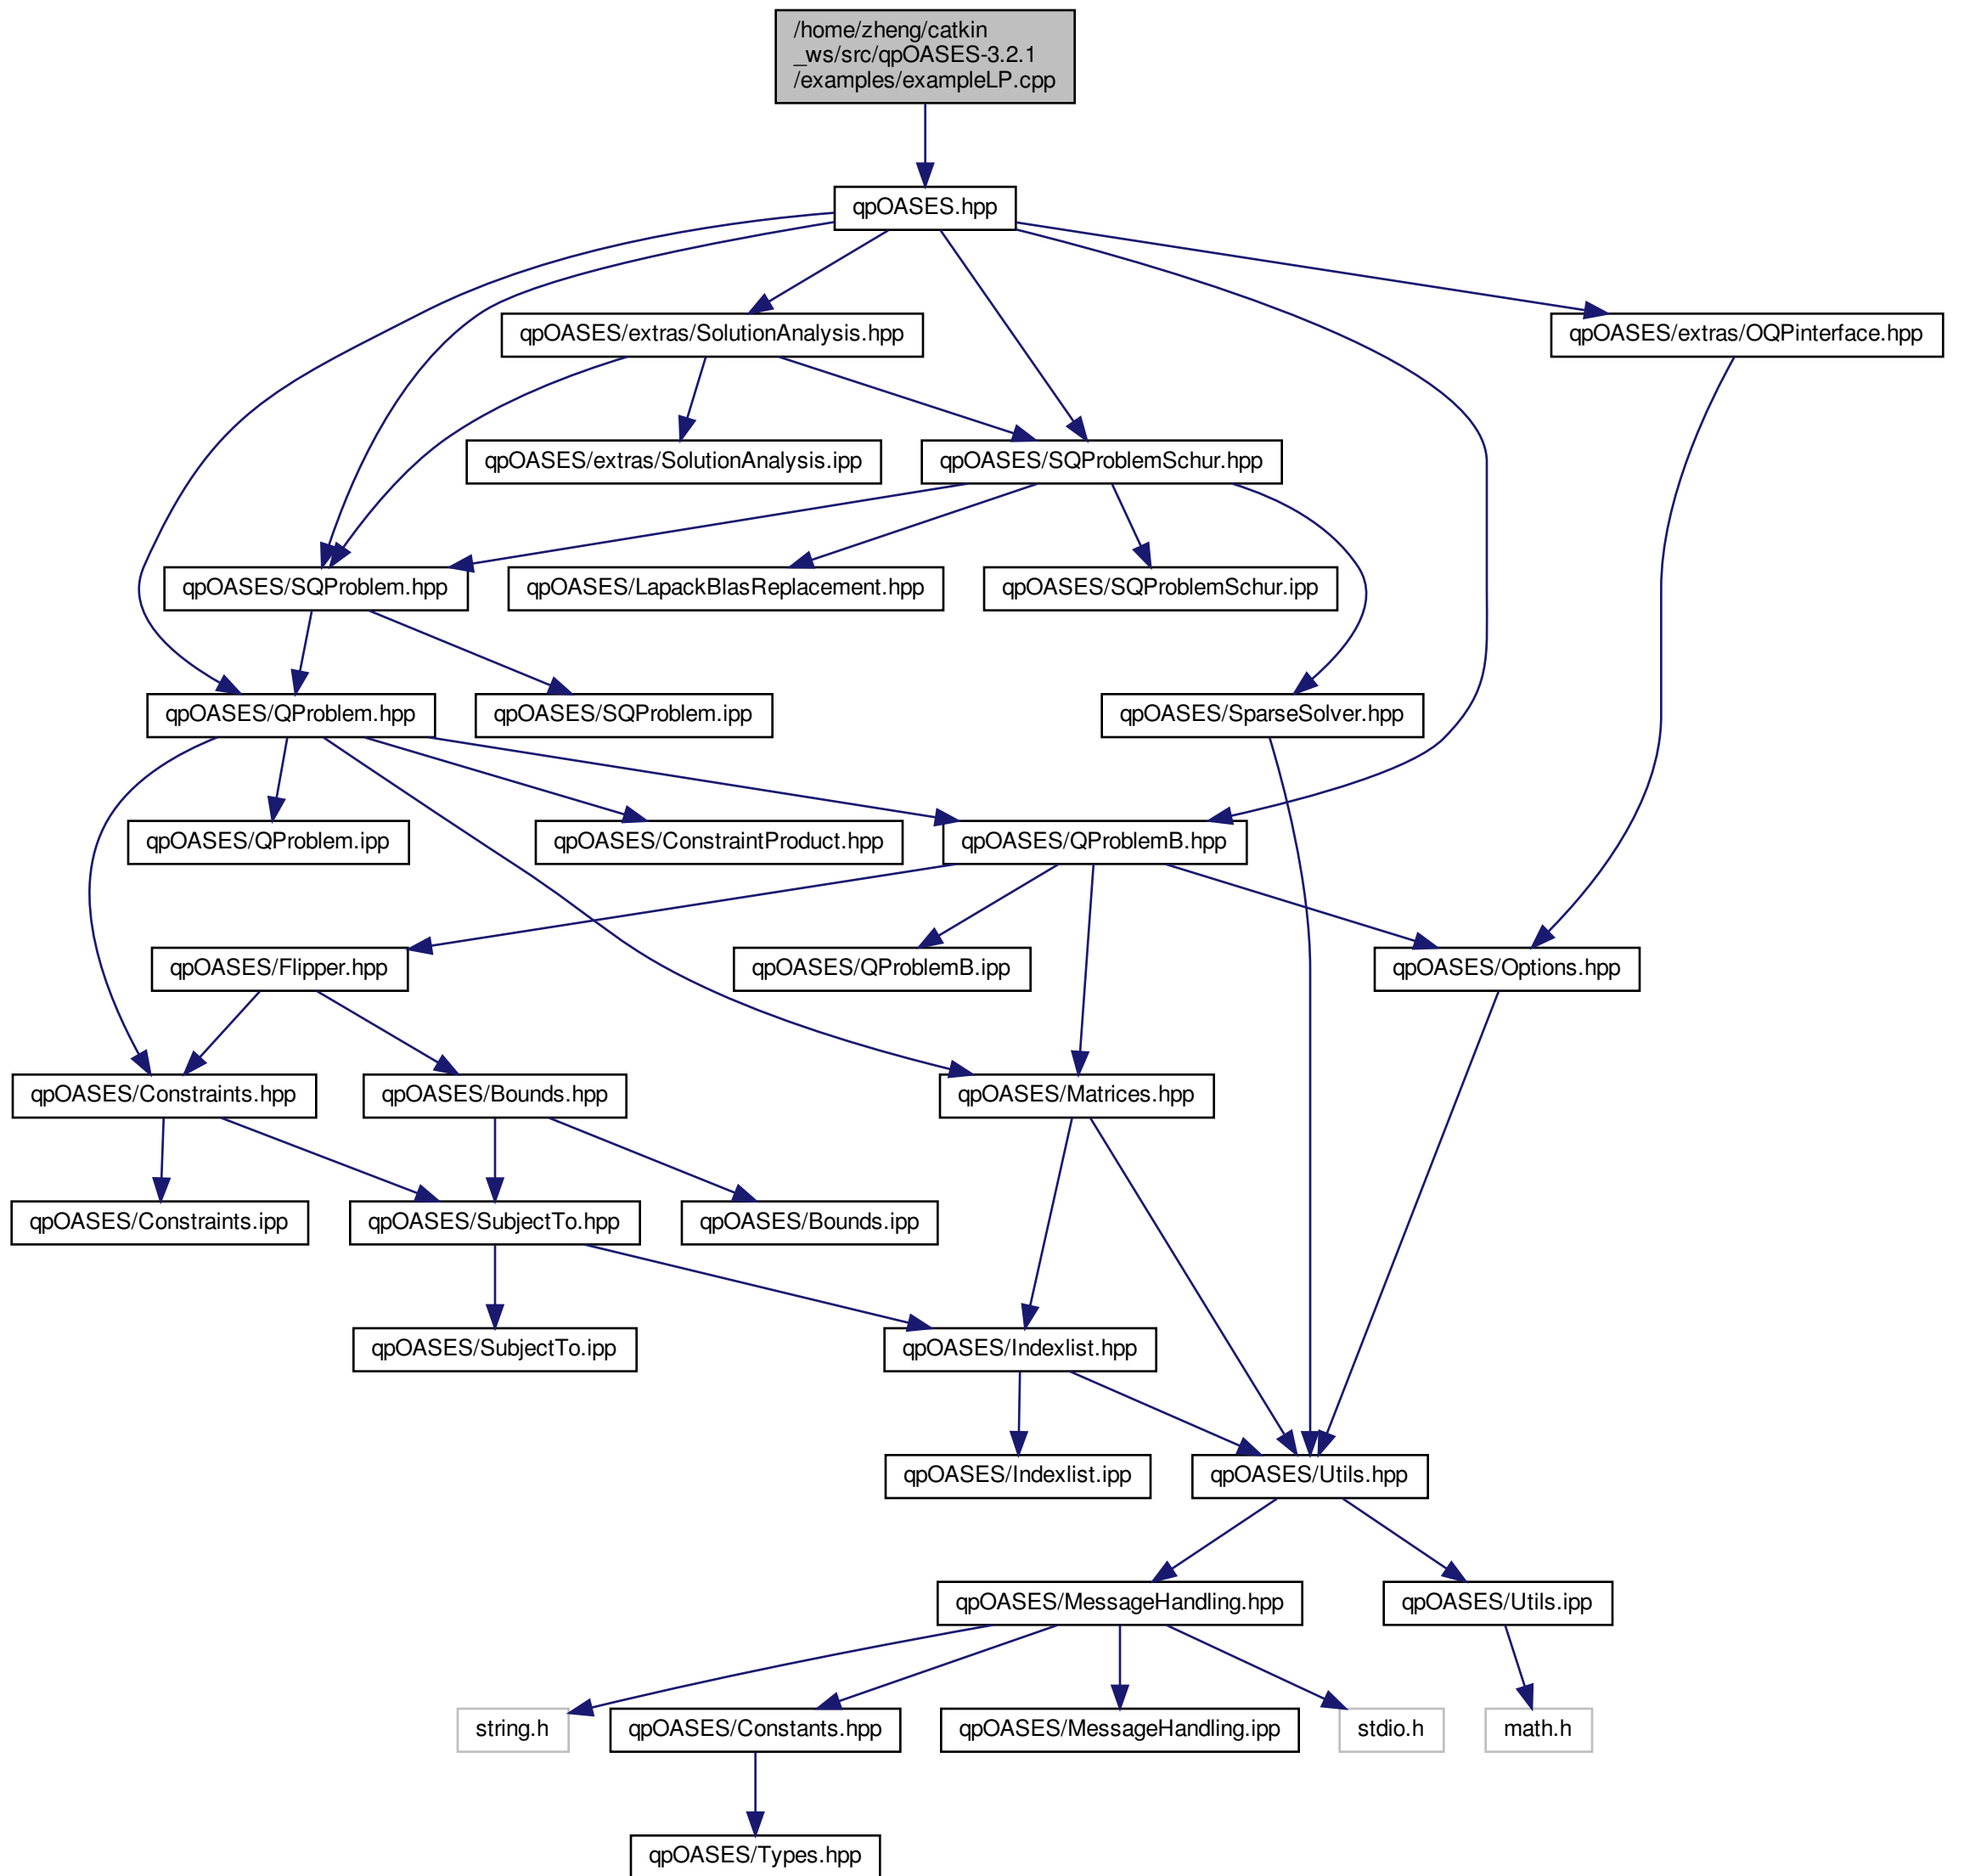 /home/zheng/catkin
_ws/src/qpOASES-3.2.1
/examples/exampleLP.cpp
qpOASES.hpp
qpOASES/extras/SolutionAnalysis.hpp
qpOASES/extras/OQPinterface.hpp
qpOASES/extras/SolutionAnalysis.ipp
qpOASES/SQProblemSchur.hpp
qpOASES/SQProblem.hpp
qpOASES/LapackBlasReplacement.hpp
qpOASES/SQProblemSchur.ipp
qpOASES/QProblem.hpp
qpOASES/SQProblem.ipp
qpOASES/SparseSolver.hpp
qpOASES/QProblem.ipp
qpOASES/ConstraintProduct.hpp
qpOASES/QProblemB.hpp
qpOASES/Flipper.hpp
qpOASES/QProblemB.ipp
qpOASES/Options.hpp
qpOASES/Constraints.hpp
qpOASES/Bounds.hpp
qpOASES/Matrices.hpp
qpOASES/Constraints.ipp
qpOASES/SubjectTo.hpp
qpOASES/Bounds.ipp
qpOASES/SubjectTo.ipp
qpOASES/Indexlist.hpp
qpOASES/Indexlist.ipp
qpOASES/Utils.hpp
qpOASES/MessageHandling.hpp
qpOASES/Utils.ipp
string.h
qpOASES/Constants.hpp
qpOASES/MessageHandling.ipp
stdio.h
math.h
qpOASES/Types.hpp